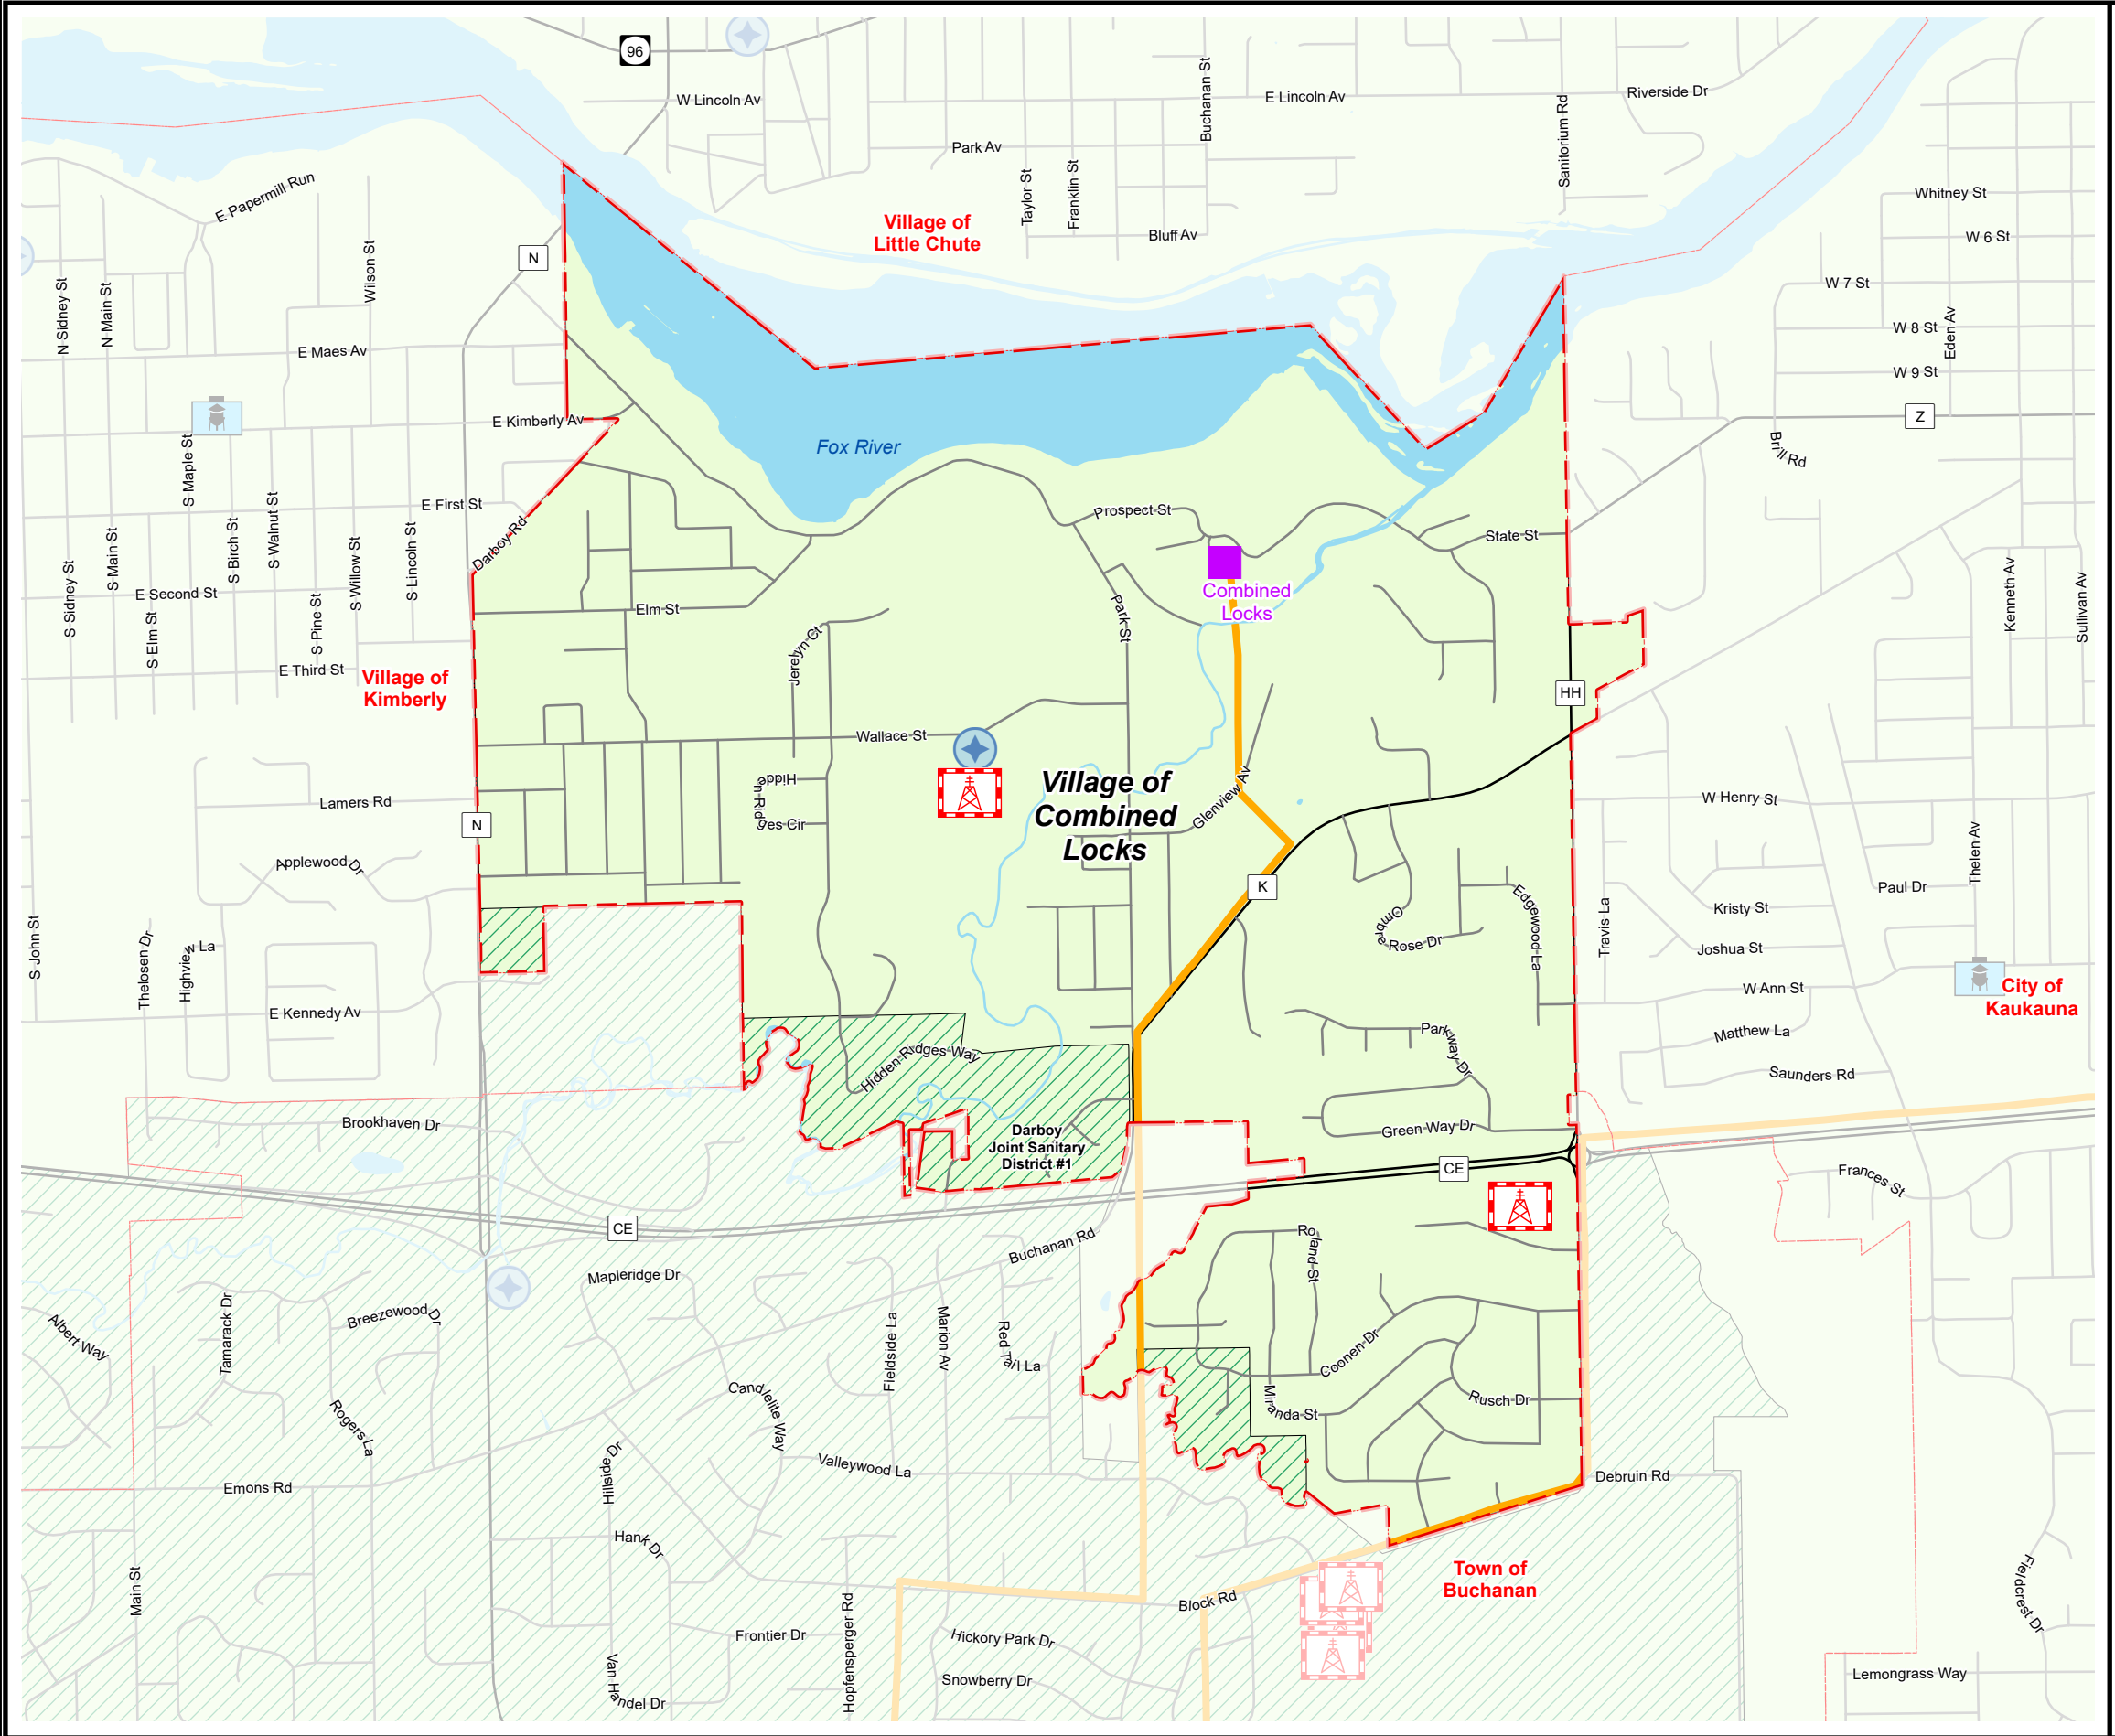 96
W Lincoln Av
Buchanan St
E Lincoln Av
Sanitorium Rd
Riverside Dr
Park Av
Taylor St
Franklin St
Bluff Av
E Papermill Run
Village of
Little Chute
Whitney St
W 6 St
N
Wilson St
N Sidney St
N Main St
W 7 St
W 8 St
Eden Av
E Maes Av
W 9 St
E Kimberly Av
Z
Fox River
Brill Rd
S Maple St
E First St
Prospect St
State St
Darboy Rd
S Sidney St
S Main St
S Birch St
S Walnut St
S Willow St
S Lincoln St
E Second St
S Elm St
S Pine St
Elm St
Combined
Locks
Park St
Kenneth Av
Sullivan Av
Jerelyn Ct
E Third St
Village of
Kimberly
HH
Wallace St
Village of
Combined
Locks
Hidden Ridges Cir
Glenview Av
Lamers Rd
N
W Henry St
Applewood Dr
Thelen Av
K
Paul Dr
Ombre Rose Dr
Edgewood La
Travis La
Kristy St
Joshua St
S John St
Thelosen Dr
Highview La
E Kennedy Av
W Ann St
City of
Kaukauna
Matthew La
Parkway Dr
Hidden Ridges Way
Saunders Rd
Brookhaven Dr
Green Way Dr
Darboy
Joint Sanitary
District #1
CE
Frances St
CE
Buchanan Rd
Roland St
Mapleridge Dr
Albert Way
Tamarack Dr
Breezewood Dr
Fieldside La
Marion Av
Red Tail La
Coonen Dr
Candlelite Way
Miranda St
Rusch Dr
Rogers La
Hillside Dr
Valleywood La
Debruin Rd
Emons Rd
Hank Dr
Town of
Buchanan
Main St
Block Rd
Fieldcrest Dr
Hopfensperger Rd
Frontier Dr
Hickory Park Dr
Van Handel Dr
Snowberry Dr
Lemongrass Way